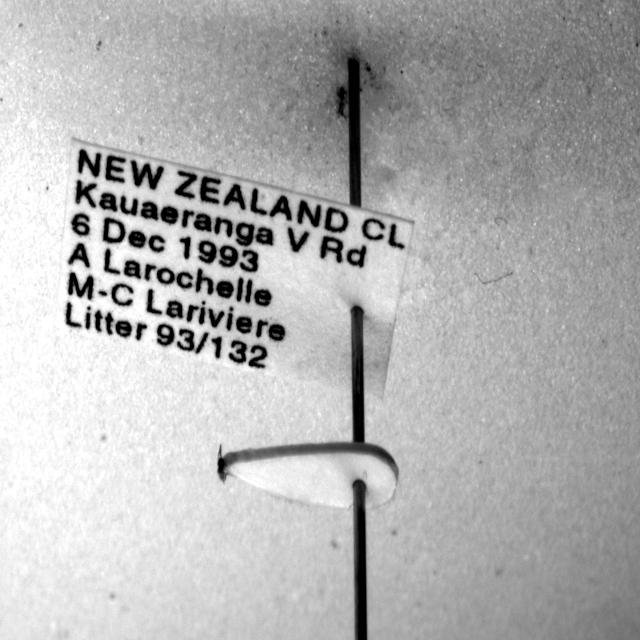 NEW ZEALAND CL
Kauaeranga V Rd
6 Dec 1993
A Larochelle
M-C Lariviere
Litter 93/132